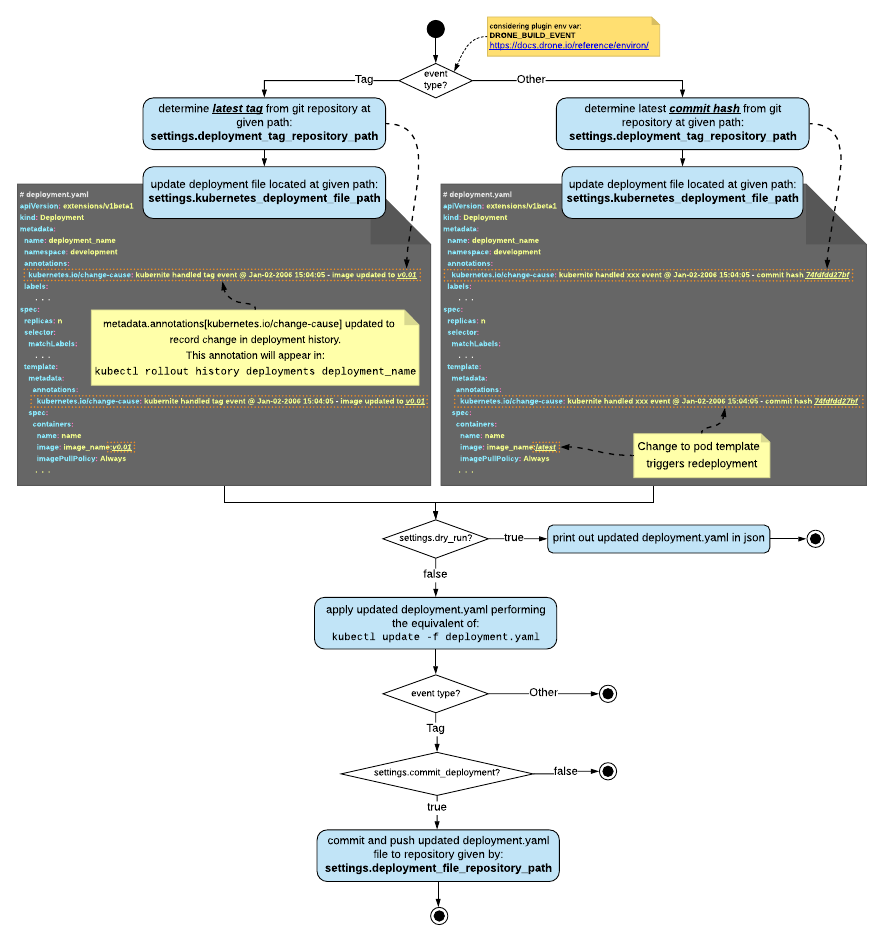 considering plugin env var:
DRONE_BUILD_EVENT
https://docs.drone.io/reference/environ/
event
type?
Tag
Other
determine latest tag from git repository at
given path:
settings.deployment_tag_repository_path
determine latest commit hash from git
repository at given path:
settings.deployment_tag_repository_path
update deployment file located at given path:
settings.kubernetes_deployment_file_path
update deployment file located at given path:
settings.kubernetes_deployment_file_path
# deployment.yaml
apiVersion: extensions/v1beta1
kind: Deployment
metadata:
name: deployment_name
namespace: development
annotations:
kubernetes.io/change-cause: kubernite handled tag event @ Jan-02-2006 15:04:05 - image updated to v0.01
labels:
. . .
spec:
replicas: n
selector:
matchLabels:
. . .
template:
metadata:
annotations:
kubernetes.io/change-cause: kubernite handled tag event @ Jan-02-2006 15:04:05 - image updated to v0.01
spec:
containers:
name: name
image: image_name:v0.01
imagePullPolicy: Always
. . .
metadata.annotations[kubernetes.io/change-cause] updated to
record change in deployment history.
This annotation will appear in:
kubectl rollout history deployments deployment_name
# deployment.yaml
apiVersion: extensions/v1beta1
kind: Deployment
metadata:
name: deployment_name
namespace: development
annotations:
kubernetes.io/change-cause: kubernite handled xxx event @ Jan-02-2006 15:04:05 - commit hash 74fdfdd27bf
labels:
. . .
spec:
replicas: n
selector:
matchLabels:
. . .
template:
metadata:
annotations:
kubernetes.io/change-cause: kubernite handled xxx event @ Jan-02-2006 15:04:05 - commit hash 74fdfdd27bf
spec:
containers:
name: name
image: image_name:latest
imagePullPolicy: Always
. . .
Change to pod template
triggers redeployment
settings.dry_run?
true
print out updated deployment.yaml in json
false
apply updated deployment.yaml performing
the equivalent of:
kubectl update -f deployment.yaml
event type?
Other
Tag
settings.commit_deployment?
false
true
commit and push updated deployment.yaml
file to repository given by:
settings.deployment_file_repository_path